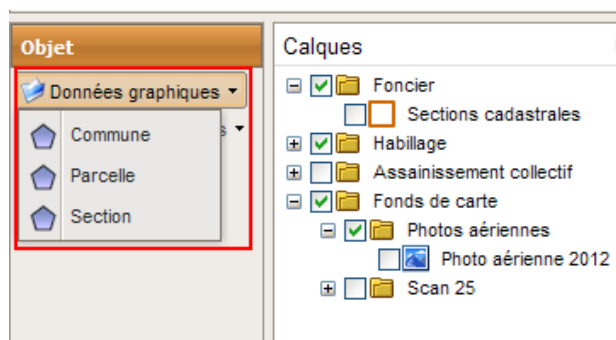 Objet
Données graphiques
s
Commune
Parcelle
Section
Calques
Foncier
Sections cadastrales
Habillage
Assainissement collectif
Fonds de carte
Photos aériennes
Photo aérienne 2012
Scan 25